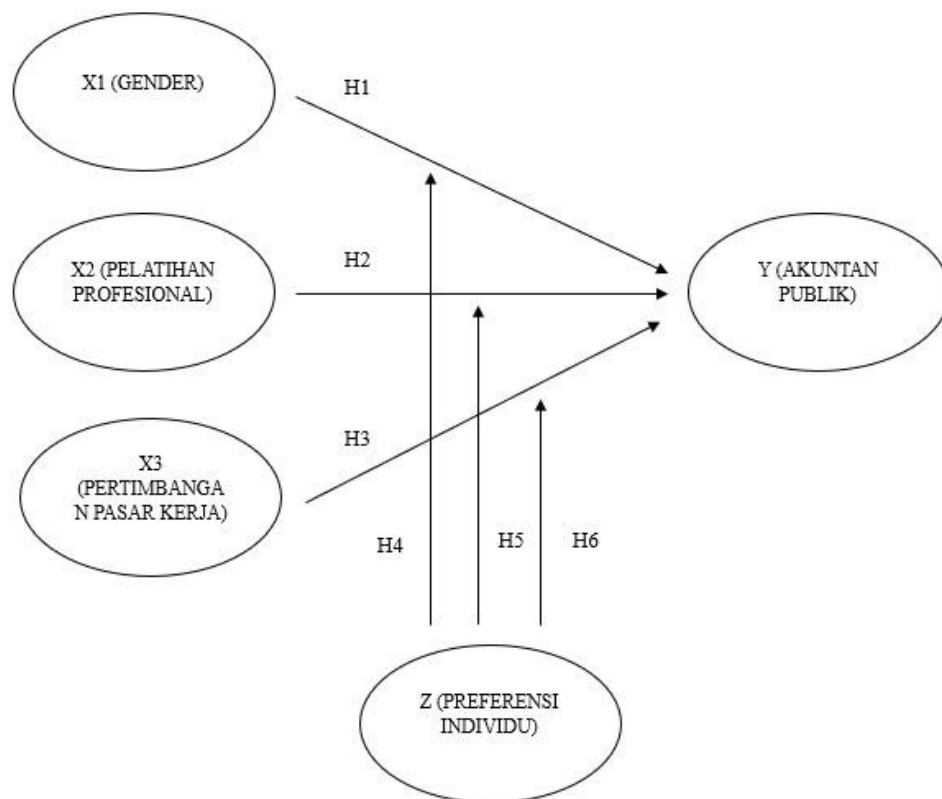 X1 (GENDER)
H1
X2 (PELATIHAN
PROFESIONAL)
H2
Y (AKUNTAN
PUBLIK)
X3
(PERTIMBANGA
N PASAR KERJA)
H3
H4
H5
H6
Z (PREFERENSI
INDIVIDU)